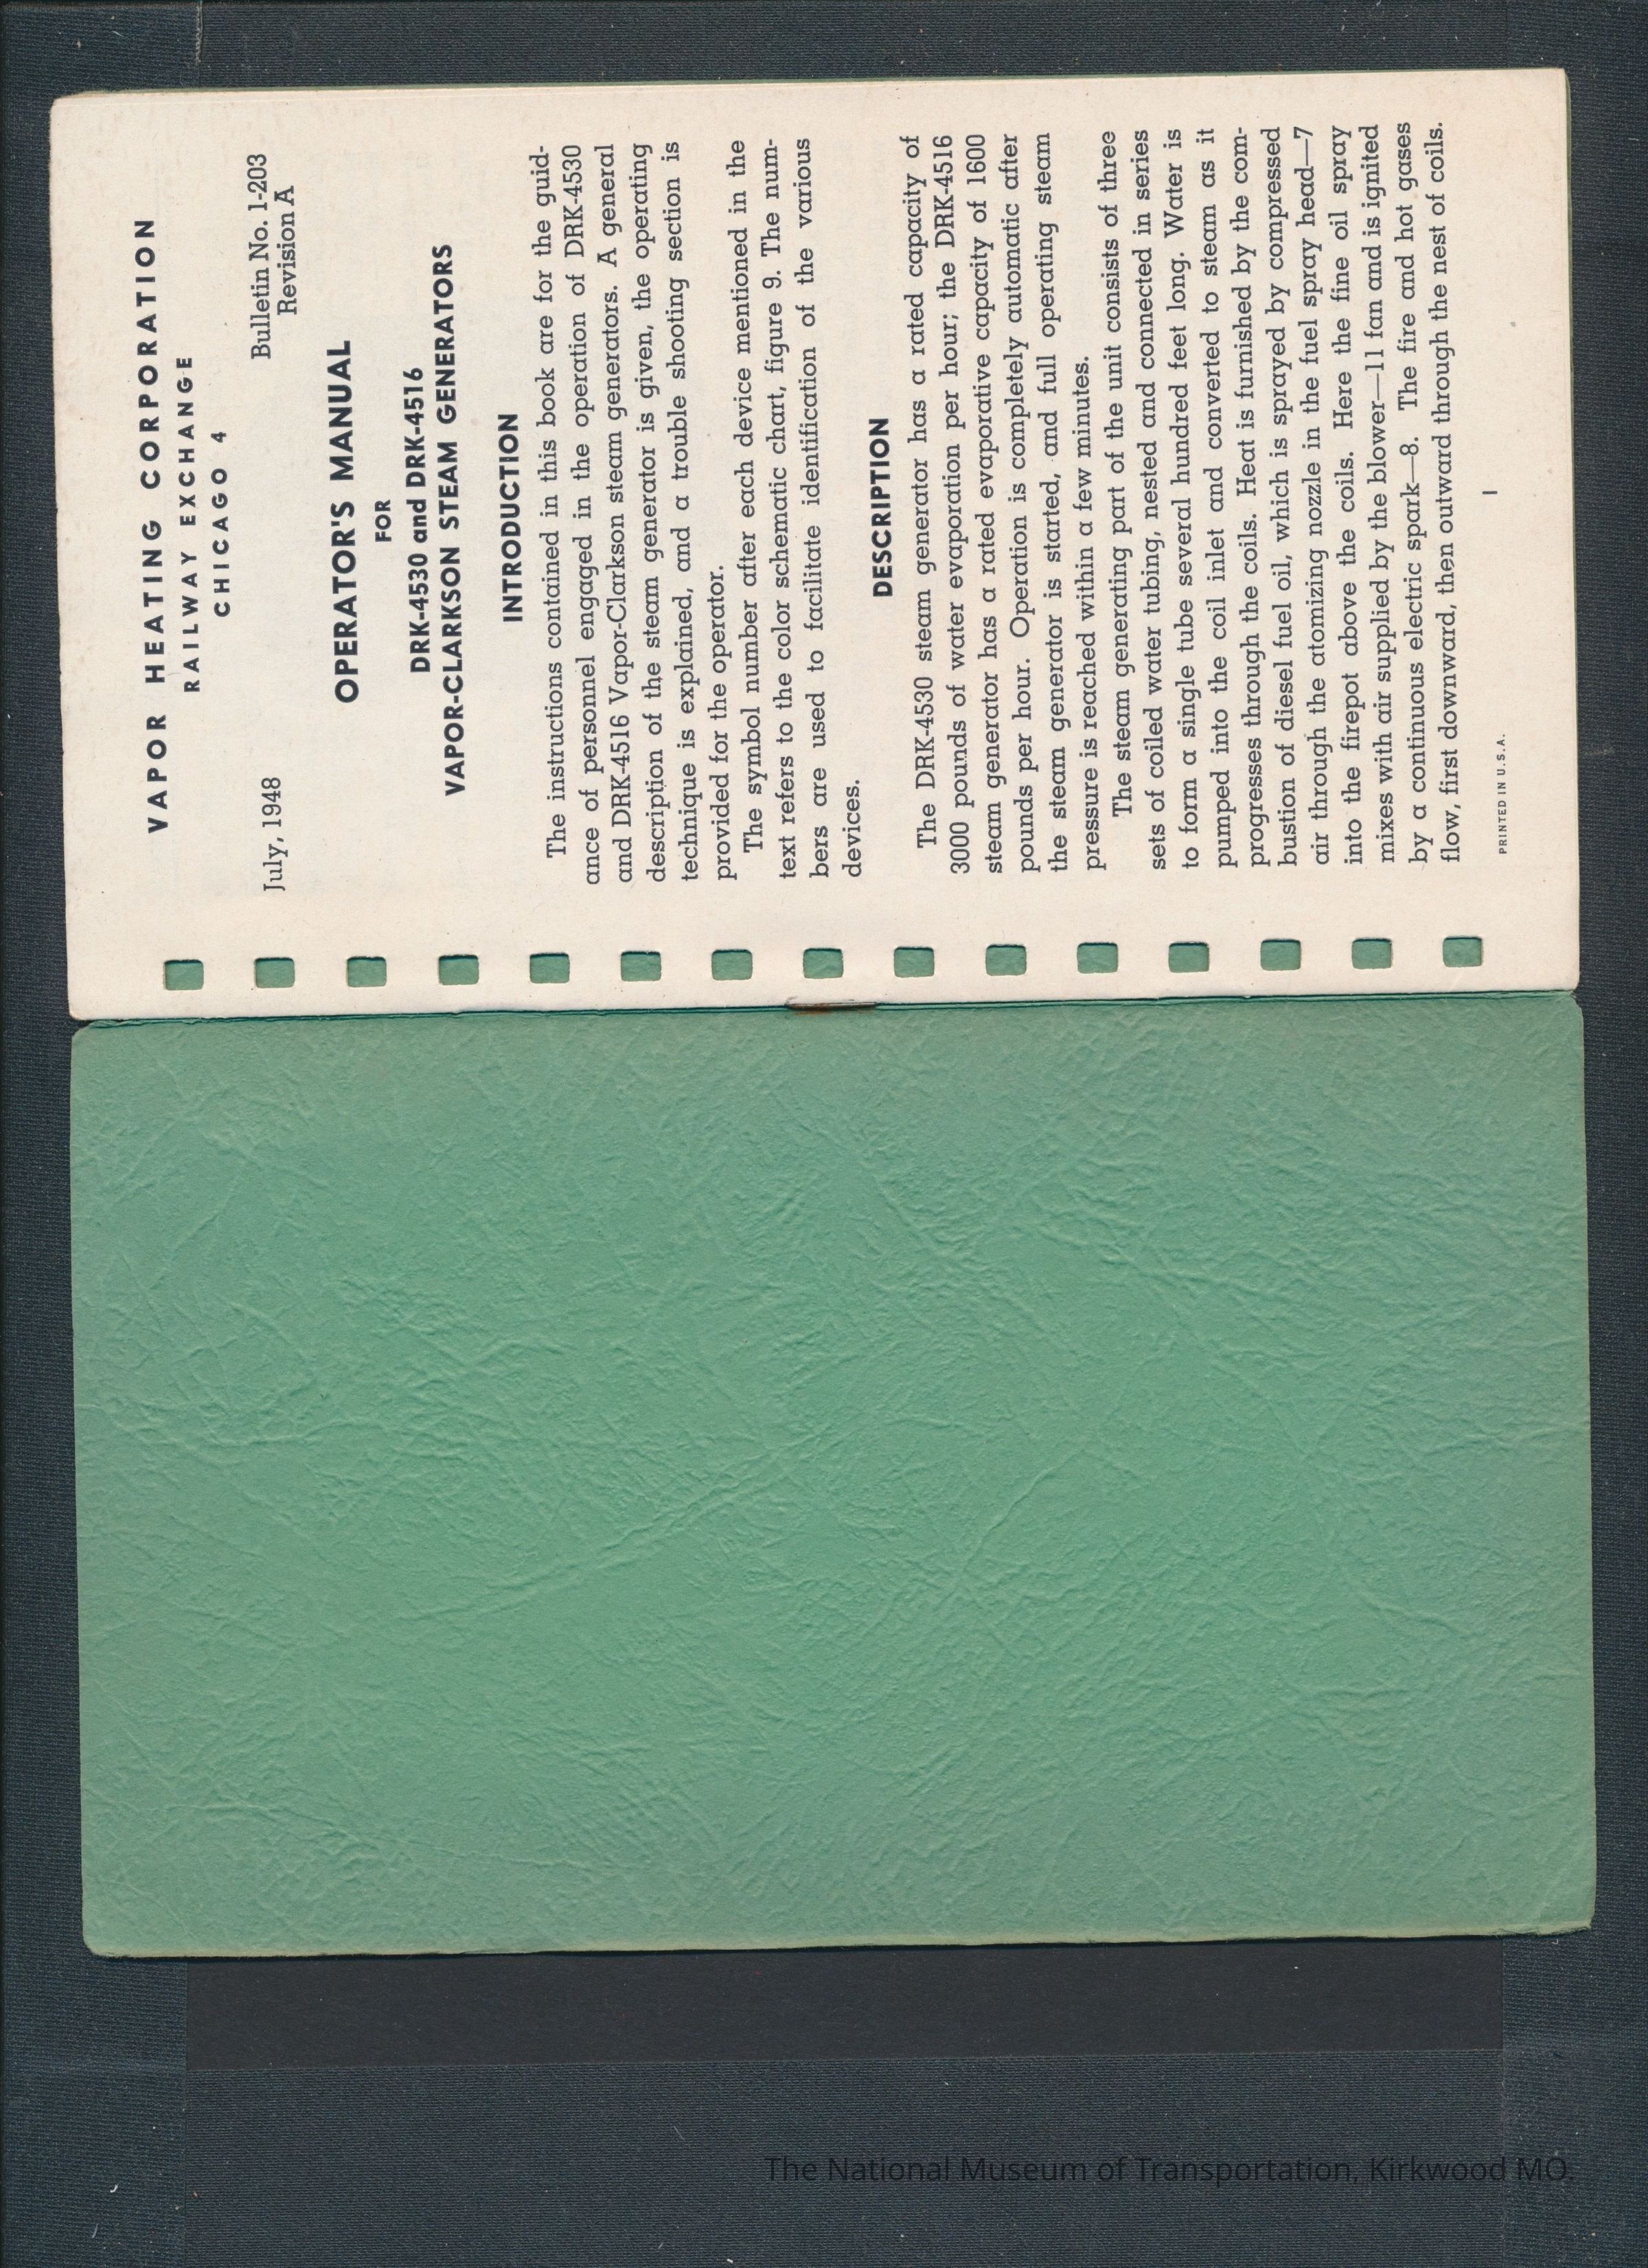 VAPOR HEATING CORPORATION
RAILWAY EXCHANGE
CHICAGO 4
July, 1948
Bulletin No. 1-203
Revision A
OPERATOR'S MANUAL
FOR
DRK-4530 and DRK-4516
VAPOR-CLARKSON STEAM GENERATORS
INTRODUCTION
The instructions contained in this book are for the guid-
ance of personnel engaged in the operation of DRK-4530
and DRK-4516 Vapor-Clarkson steam generators. A general
description of the steam generator is given, the operating
technique is explained, and a trouble shooting section is
provided for the operator.
The symbol number after each device mentioned in the
text refers to the color schematic chart, figure 9. The num-
bers are used to facilitate identification of the various
devices.
DESCRIPTION
The DRK-4530 steam generator has a rated capacity of
3000 pounds of water evaporation per hour; the DRK-4516
steam generator has a rated evaporative capacity of 1600
pounds per hour. Operation is completely automatic after
the steam generator is started, and full operating steam
pressure is reached within a few minutes.
The steam generating part of the unit consists of three
sets of coiled water tubing, nested and connected in series
to form a single tube several hundred feet long. Water is
pumped into the coil inlet and converted to steam as it
progresses through the coils. Heat is furnished by the com-
bustion of diesel fuel oil, which is sprayed by compressed
air through the atomizing nozzle in the fuel spray head—7
into the firepot above the coils. Here the fine oil spray
mixes with air supplied by the blower—11 fan and is ignited
by a continuous electric spark—8. The fire and hot gases
flow, first downward, then outward through the nest of coils.
1
PRINTED IN U.S.A.
The National Museum of Transportation, Kirkwood MO.